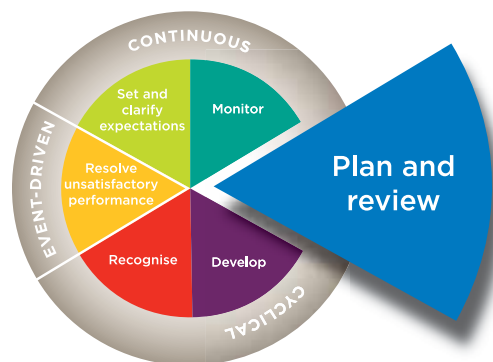 CONTINUOUS
Set and
clarify
expectations
Monitor
Plan and
review
EVENT-DRIVEN
Resolve
unsatisfactory
performance
Recognise
Develop
CYCLICAL